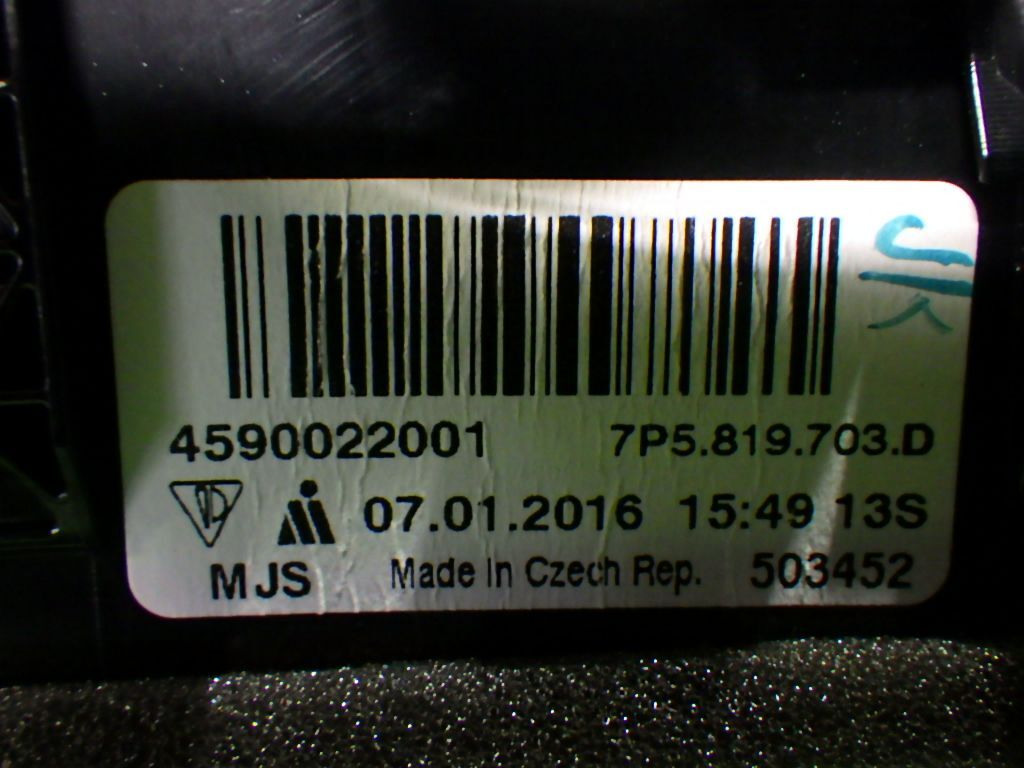 4590022001 7P5.819.703.D
07.01.2016 15:49 13S
MJS Made In Czech Rep. 503452